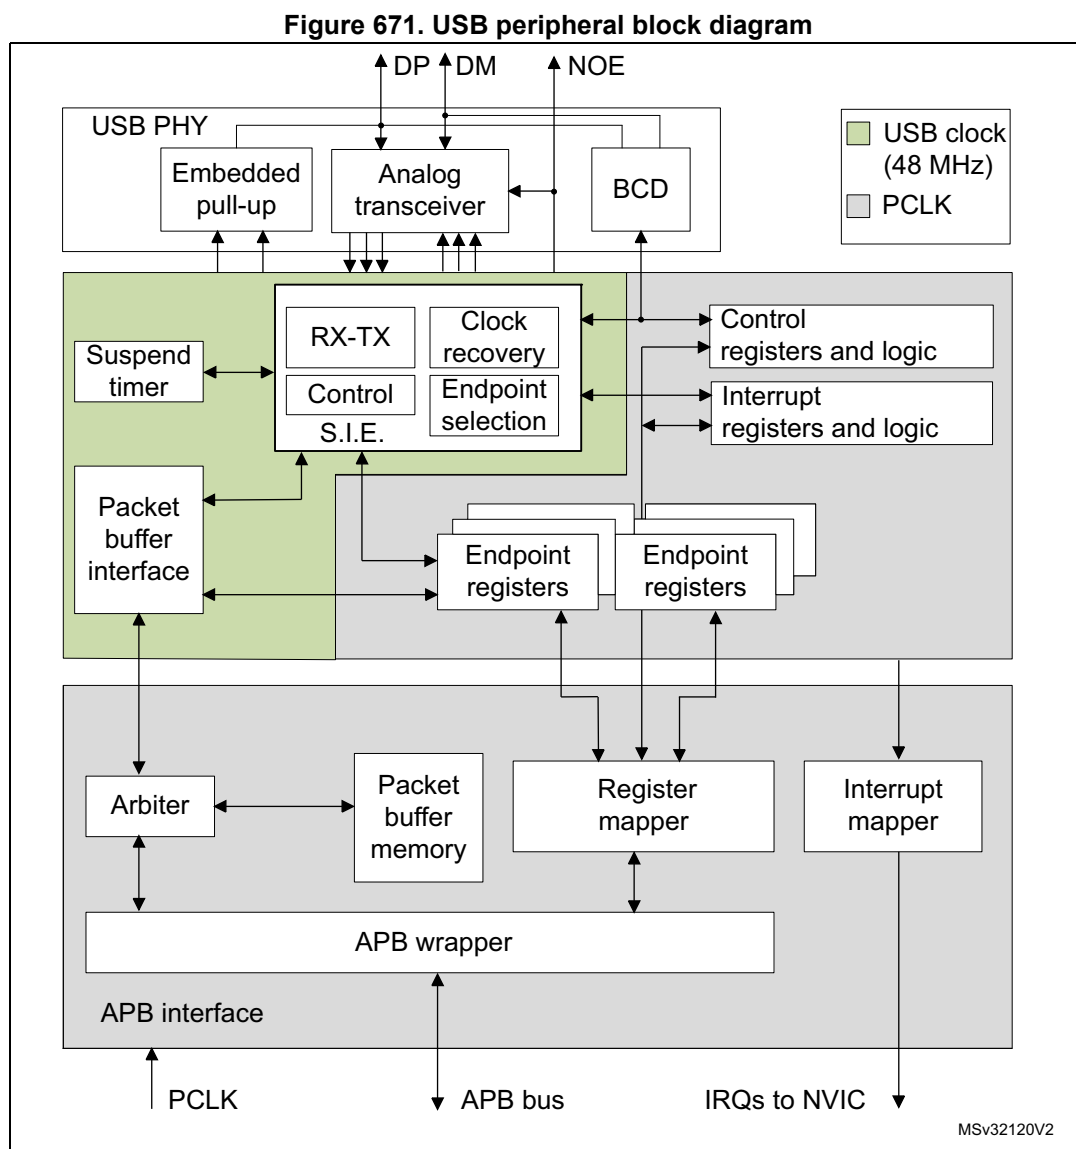 Figure 671. USB peripheral block diagram
DP
DM
NOE
USB PHY
Embedded
pull-up
Analog
transceiver
BCD
USB clock
(48 MHz)
PCLK
Suspend
timer
RX-TX
Clock
recovery
Control
Endpoint
selection
S.I.E.
Control
registers and logic
Interrupt
registers and logic
Packet
buffer
interface
Endpoint
registers
Endpoint
registers
Arbiter
Packet
buffer
memory
Register
mapper
Interrupt
mapper
APB wrapper
APB interface
PCLK
APB bus
IRQs to NVIC
MSv32120V2